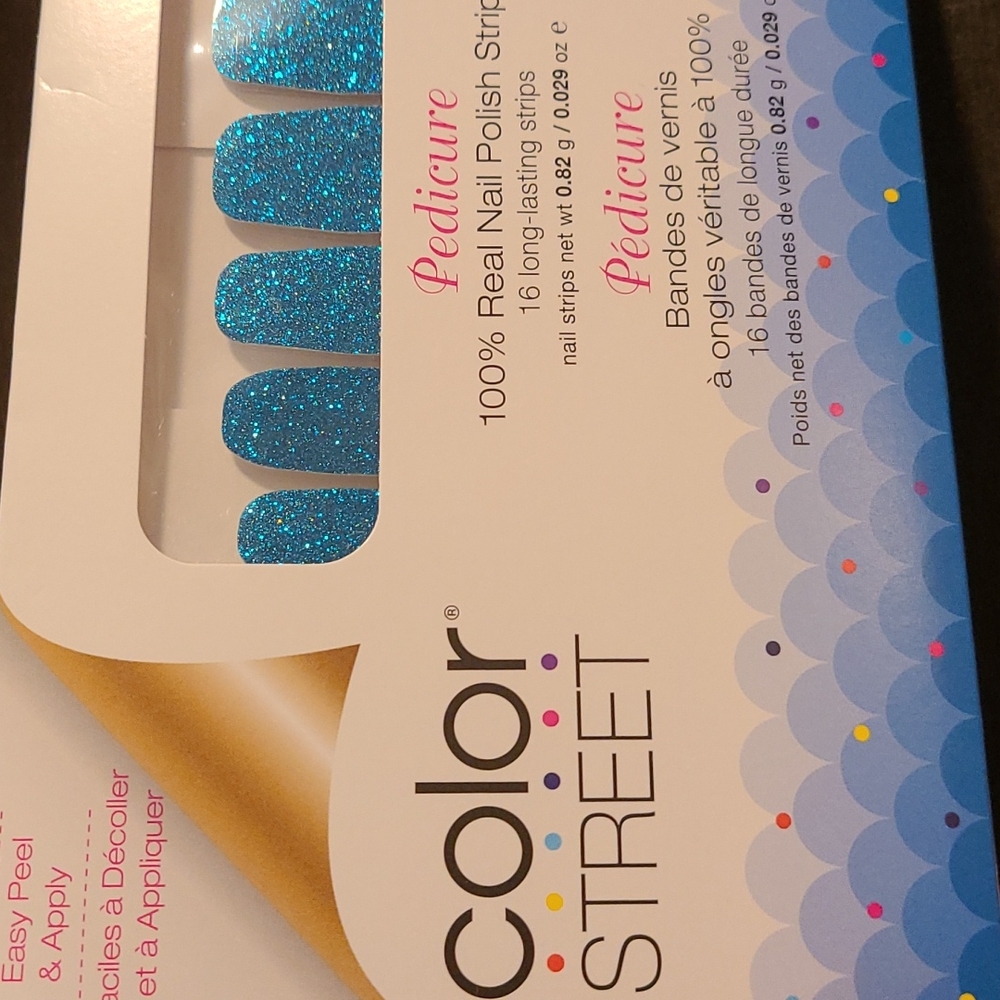 Easy Peel
& Apply
à Décoller
et à Appliquer
color®
STREET
Pedicure
100% Real Nail Polish
16 long-lasting strips
nail strips net wt 0.82 g / 0.029 oz e
Pédicure
Bandes de vernis
à ongles véritable à 100%
16 bandes de longue durée
Poids net des bandes de vernis 0.82 g / 0.029